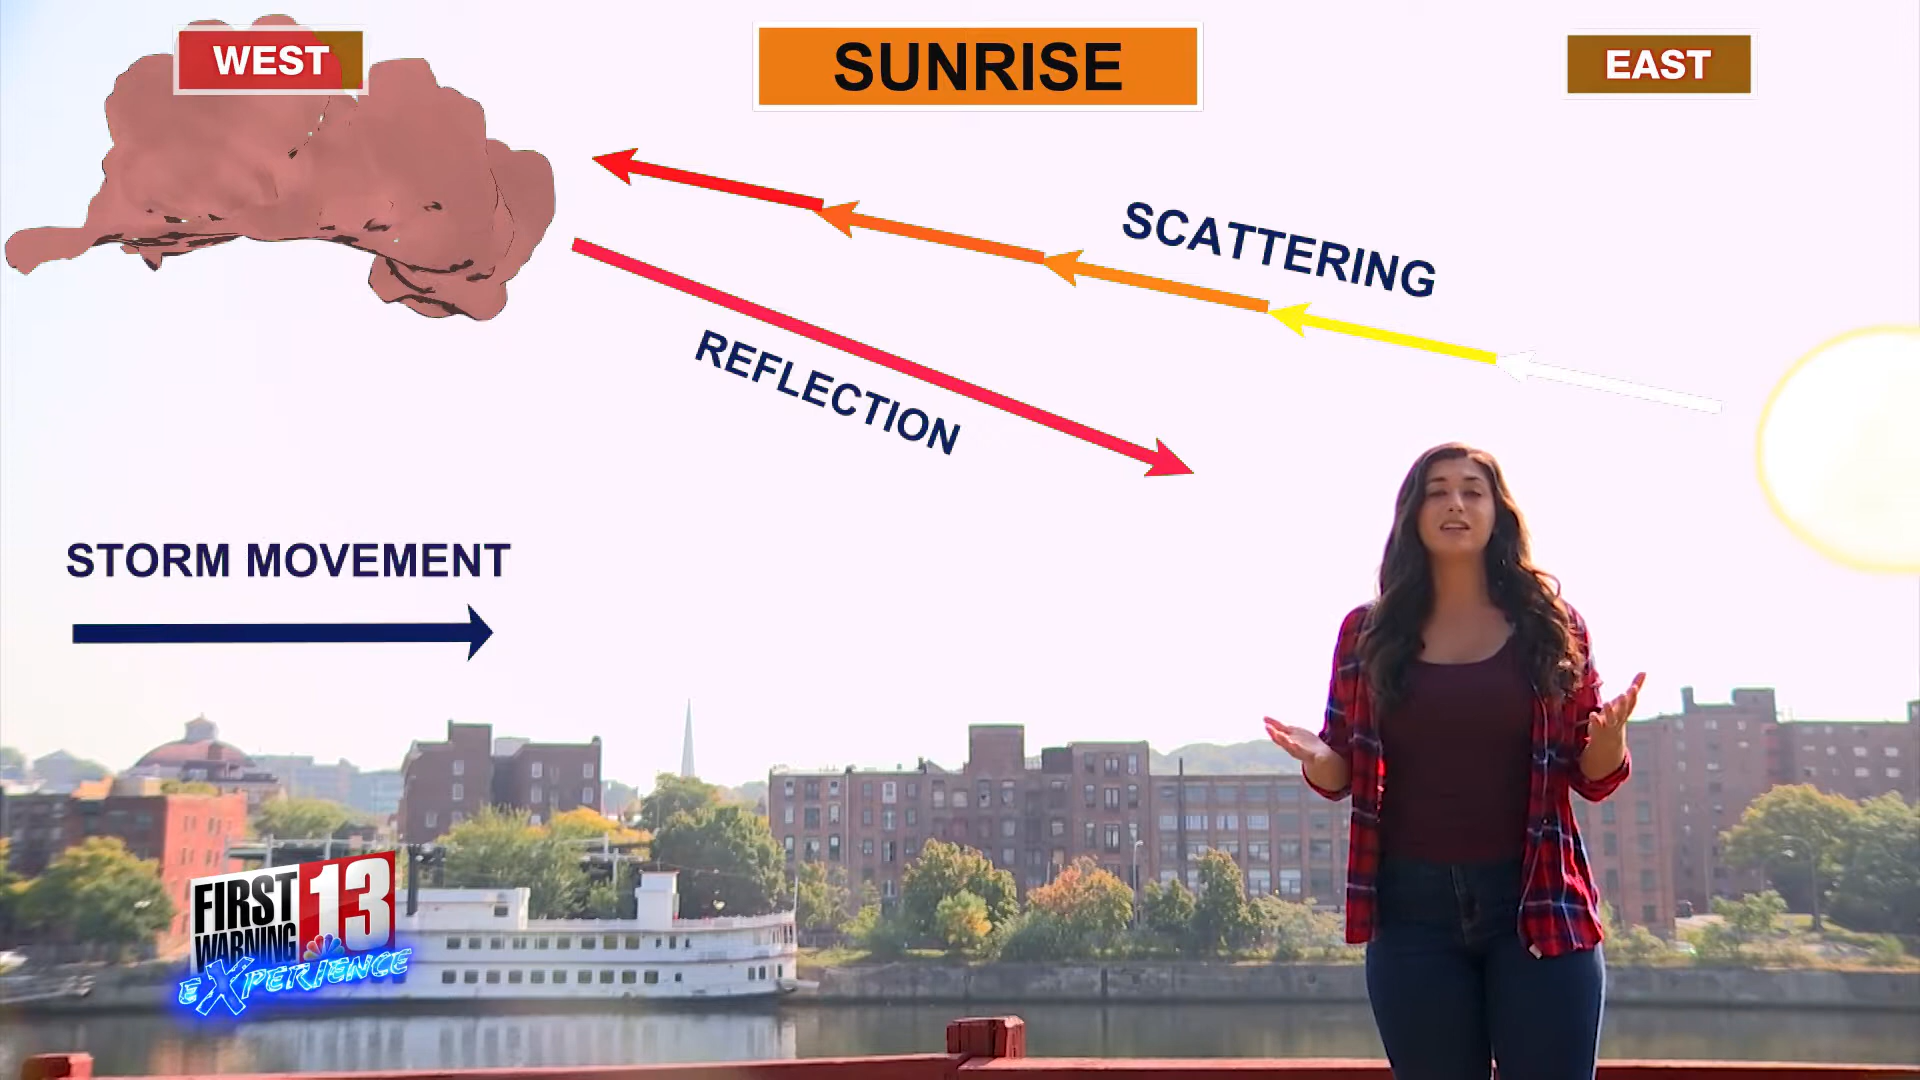 WEST
SUNRISE
EAST
SCATTERING
REFLECTION
STORM MOVEMENT
FIRST 13
WARNING
EXPERIENCE